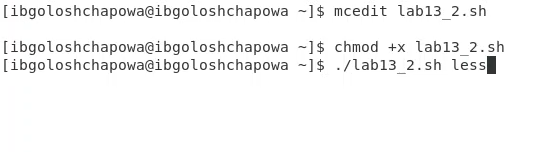 [ibgoloshchapowa@ibgoloshchapowa ~]$ mcedit lab13_2.sh
[ibgoloshchapowa@ibgoloshchapowa ~]$ chmod +x lab13_2.sh
[ibgoloshchapowa@ibgoloshchapowa ~]$ ./lab13_2.sh less